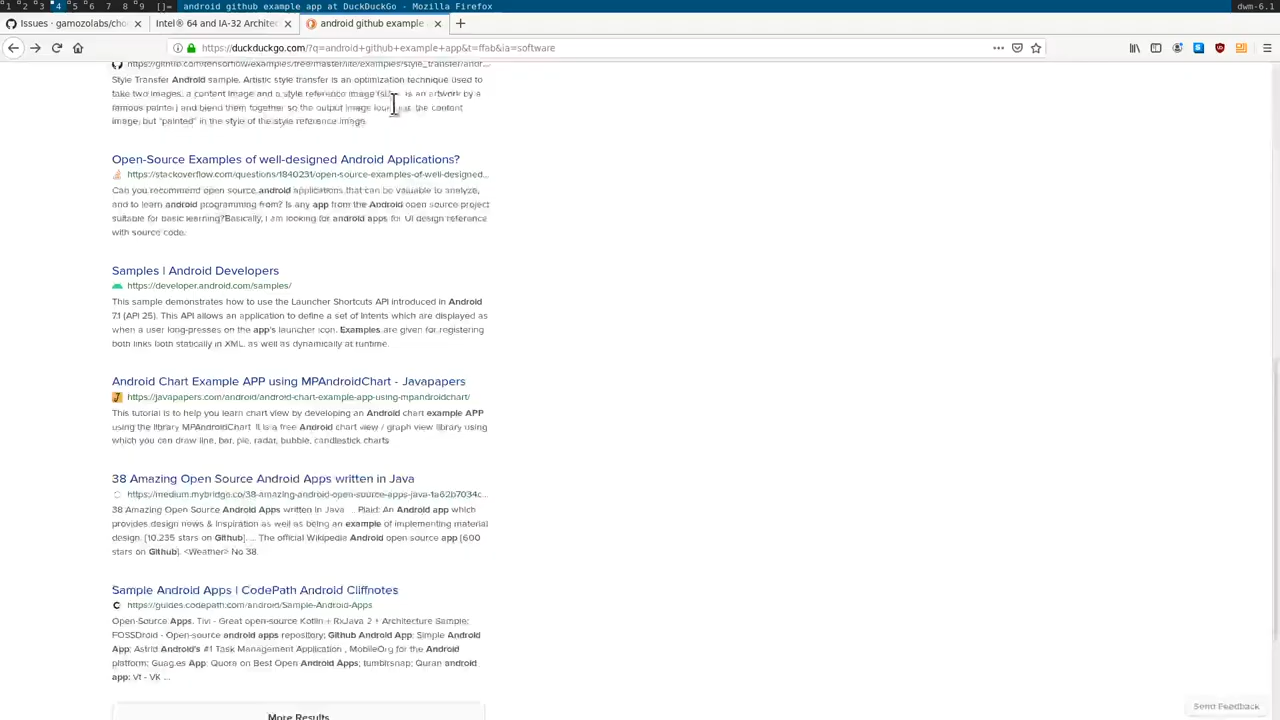 1 2 3 4 5 6 7 8 9 []= android github example app at DuckDuckGo - Mozilla Firefox dwm-6.1
Issues · gamozolabs/cho
Intel® 64 and IA-32 Architec
android github example
https://duckduckgo.com/?q=android+github+example+app&t=ffab&ia=software
https://github.com/tensorflow/examples/tree/master/lite/examples/style_transfer/andr...
Style Transfer Android sample. Artistic style transfer is an optimization technique used to
take two images, a content image and a style reference image is an artwork by a
famous painter) and blend them together so the output image the content
image, but "painted" in the style of the style reference image.
Open-Source Examples of well-designed Android Applications?
https://stackoverflow.com/questions/1840231/open-source-examples-of-well-designed...
Can you recommend open source android applications that can be valuable to analyze,
and to learn android programming from? Is any app from the Android open source project
suitable for basic learning?Basically, I am looking for android apps for UI design reference
with source code.
Samples | Android Developers
https://developer.android.com/samples/
This sample demonstrates how to use the Launcher Shortcuts API introduced in Android
7.1 (API 25). This API allows an application to define a set of Intents which are displayed as
when a user long-presses on the app's launcher icon. Examples are given for registering
both links both statically in XML, as well as dynamically at runtime.
Android Chart Example APP using MPAndroidChart - Javapapers
https://javapapers.com/android/android-chart-example-app-using-mpandroidchart/
This tutorial is to help you learn chart view by developing an Android chart example APP
using the library MPAndroidChart. It is a free Android chart view / graph view library using
which you can draw line, bar, pie, radar, bubble, candlestick charts
38 Amazing Open Source Android Apps written in Java
https://medium.mybridge.co/38-amazing-android-open-source-apps-java-1a62b7034c...
38 Amazing Open Source Android Apps written in Java ... Plaid: An Android app which
provides design news & inspiration as well as being an example of implementing material
design. [10,235 stars on Github]. ... The official Wikipedia Android open source app [600
stars on Github]. <Weather> No 38.
Sample Android Apps | CodePath Android Cliffnotes
https://guides.codepath.com/android/Sample-Android-Apps
Open-Source Apps. Tivi - Great open-source Kotlin + RxJava 2 + Architecture Sample;
FOSSDroid - Open-source android apps repository; Github Android App; Simple Android
App; Astrid Android's #1 Task Management Application , MobileOrg for the Android
platform; Guag.es App; Quora on Best Open Android Apps; tumblrsnap; Quran android
app; Vt - VK ...
More Results
Send Feedback